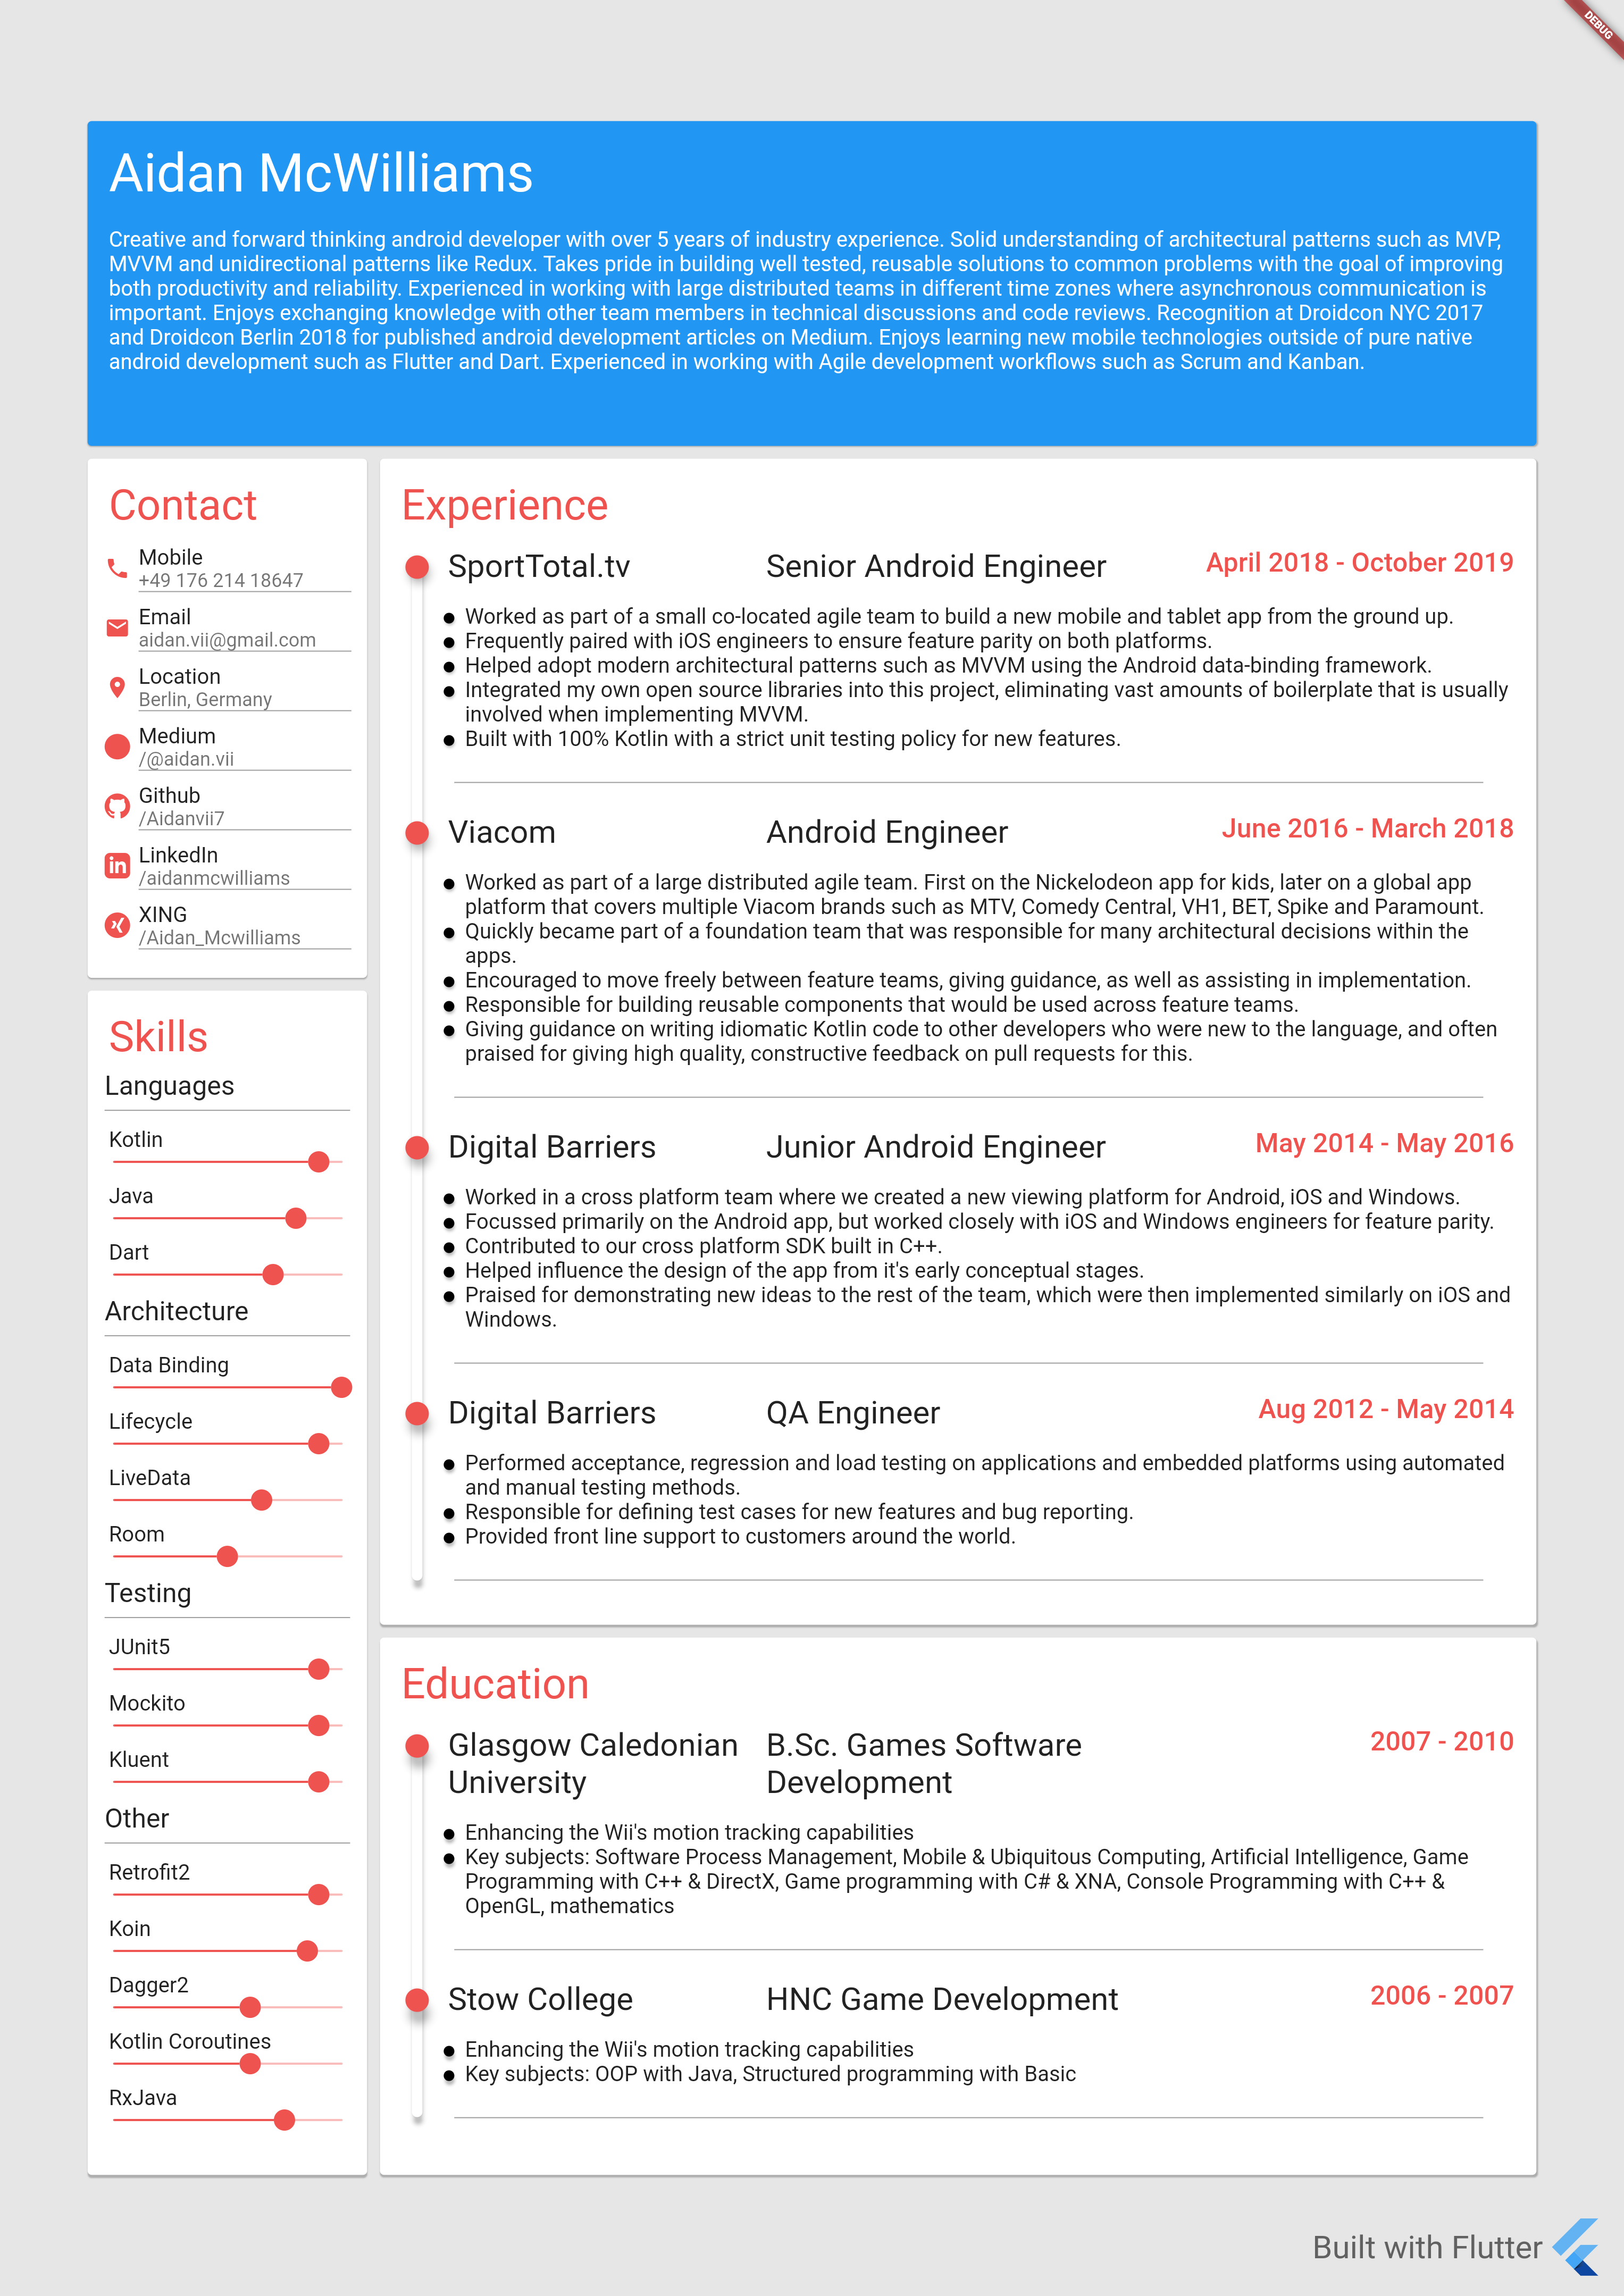 DEBUG
Aidan McWilliams
Creative and forward thinking android developer with over 5 years of industry experience. Solid understanding of architectural patterns such as MVP,
MVVM and unidirectional patterns like Redux. Takes pride in building well tested, reusable solutions to common problems with the goal of improving
both productivity and reliability. Experienced in working with large distributed teams in different time zones where asynchronous communication is
important. Enjoys exchanging knowledge with other team members in technical discussions and code reviews. Recognition at Droidcon NYC 2017
and Droidcon Berlin 2018 for published android development articles on Medium. Enjoys learning new mobile technologies outside of pure native
android development such as Flutter and Dart. Experienced in working with Agile development workflows such as Scrum and Kanban.
Contact
Mobile
+49 176 214 18647
Email
aidan.vii@gmail.com
Location
Berlin, Germany
Medium
/@aidan.vii
Github
/Aidanvii7
LinkedIn
/aidanmcwilliams
XING
/Aidan_Mcwilliams
Skills
Languages
Kotlin
Java
Dart
Architecture
Data Binding
Lifecycle
LiveData
Room
Testing
JUnit5
Mockito
Kluent
Other
Retrofit2
Koin
Dagger2
Kotlin Coroutines
RxJava
Experience
SportTotal.tv Senior Android Engineer April 2018 - October 2019
Worked as part of a small co-located agile team to build a new mobile and tablet app from the ground up.
Frequently paired with iOS engineers to ensure feature parity on both platforms.
Helped adopt modern architectural patterns such as MVVM using the Android data-binding framework.
Integrated my own open source libraries into this project, eliminating vast amounts of boilerplate that is usually
involved when implementing MVVM.
Built with 100% Kotlin with a strict unit testing policy for new features.
Viacom Android Engineer June 2016 - March 2018
Worked as part of a large distributed agile team. First on the Nickelodeon app for kids, later on a global app
platform that covers multiple Viacom brands such as MTV, Comedy Central, VH1, BET, Spike and Paramount.
Quickly became part of a foundation team that was responsible for many architectural decisions within the
apps.
Encouraged to move freely between feature teams, giving guidance, as well as assisting in implementation.
Responsible for building reusable components that would be used across feature teams.
Giving guidance on writing idiomatic Kotlin code to other developers who were new to the language, and often
praised for giving high quality, constructive feedback on pull requests for this.
Digital Barriers Junior Android Engineer May 2014 - May 2016
Worked in a cross platform team where we created a new viewing platform for Android, iOS and Windows.
Focussed primarily on the Android app, but worked closely with iOS and Windows engineers for feature parity.
Contributed to our cross platform SDK built in C++.
Helped influence the design of the app from it's early conceptual stages.
Praised for demonstrating new ideas to the rest of the team, which were then implemented similarly on iOS and
Windows.
Digital Barriers QA Engineer Aug 2012 - May 2014
Performed acceptance, regression and load testing on applications and embedded platforms using automated
and manual testing methods.
Responsible for defining test cases for new features and bug reporting.
Provided front line support to customers around the world.
Education
Glasgow Caledonian B.Sc. Games Software 2007 - 2010
University Development
Enhancing the Wii's motion tracking capabilities
Key subjects: Software Process Management, Mobile & Ubiquitous Computing, Artificial Intelligence, Game
Programming with C++ & DirectX, Game programming with C# & XNA, Console Programming with C++ &
OpenGL, mathematics
Stow College HNC Game Development 2006 - 2007
Enhancing the Wii's motion tracking capabilities
Key subjects: OOP with Java, Structured programming with Basic
Built with Flutter